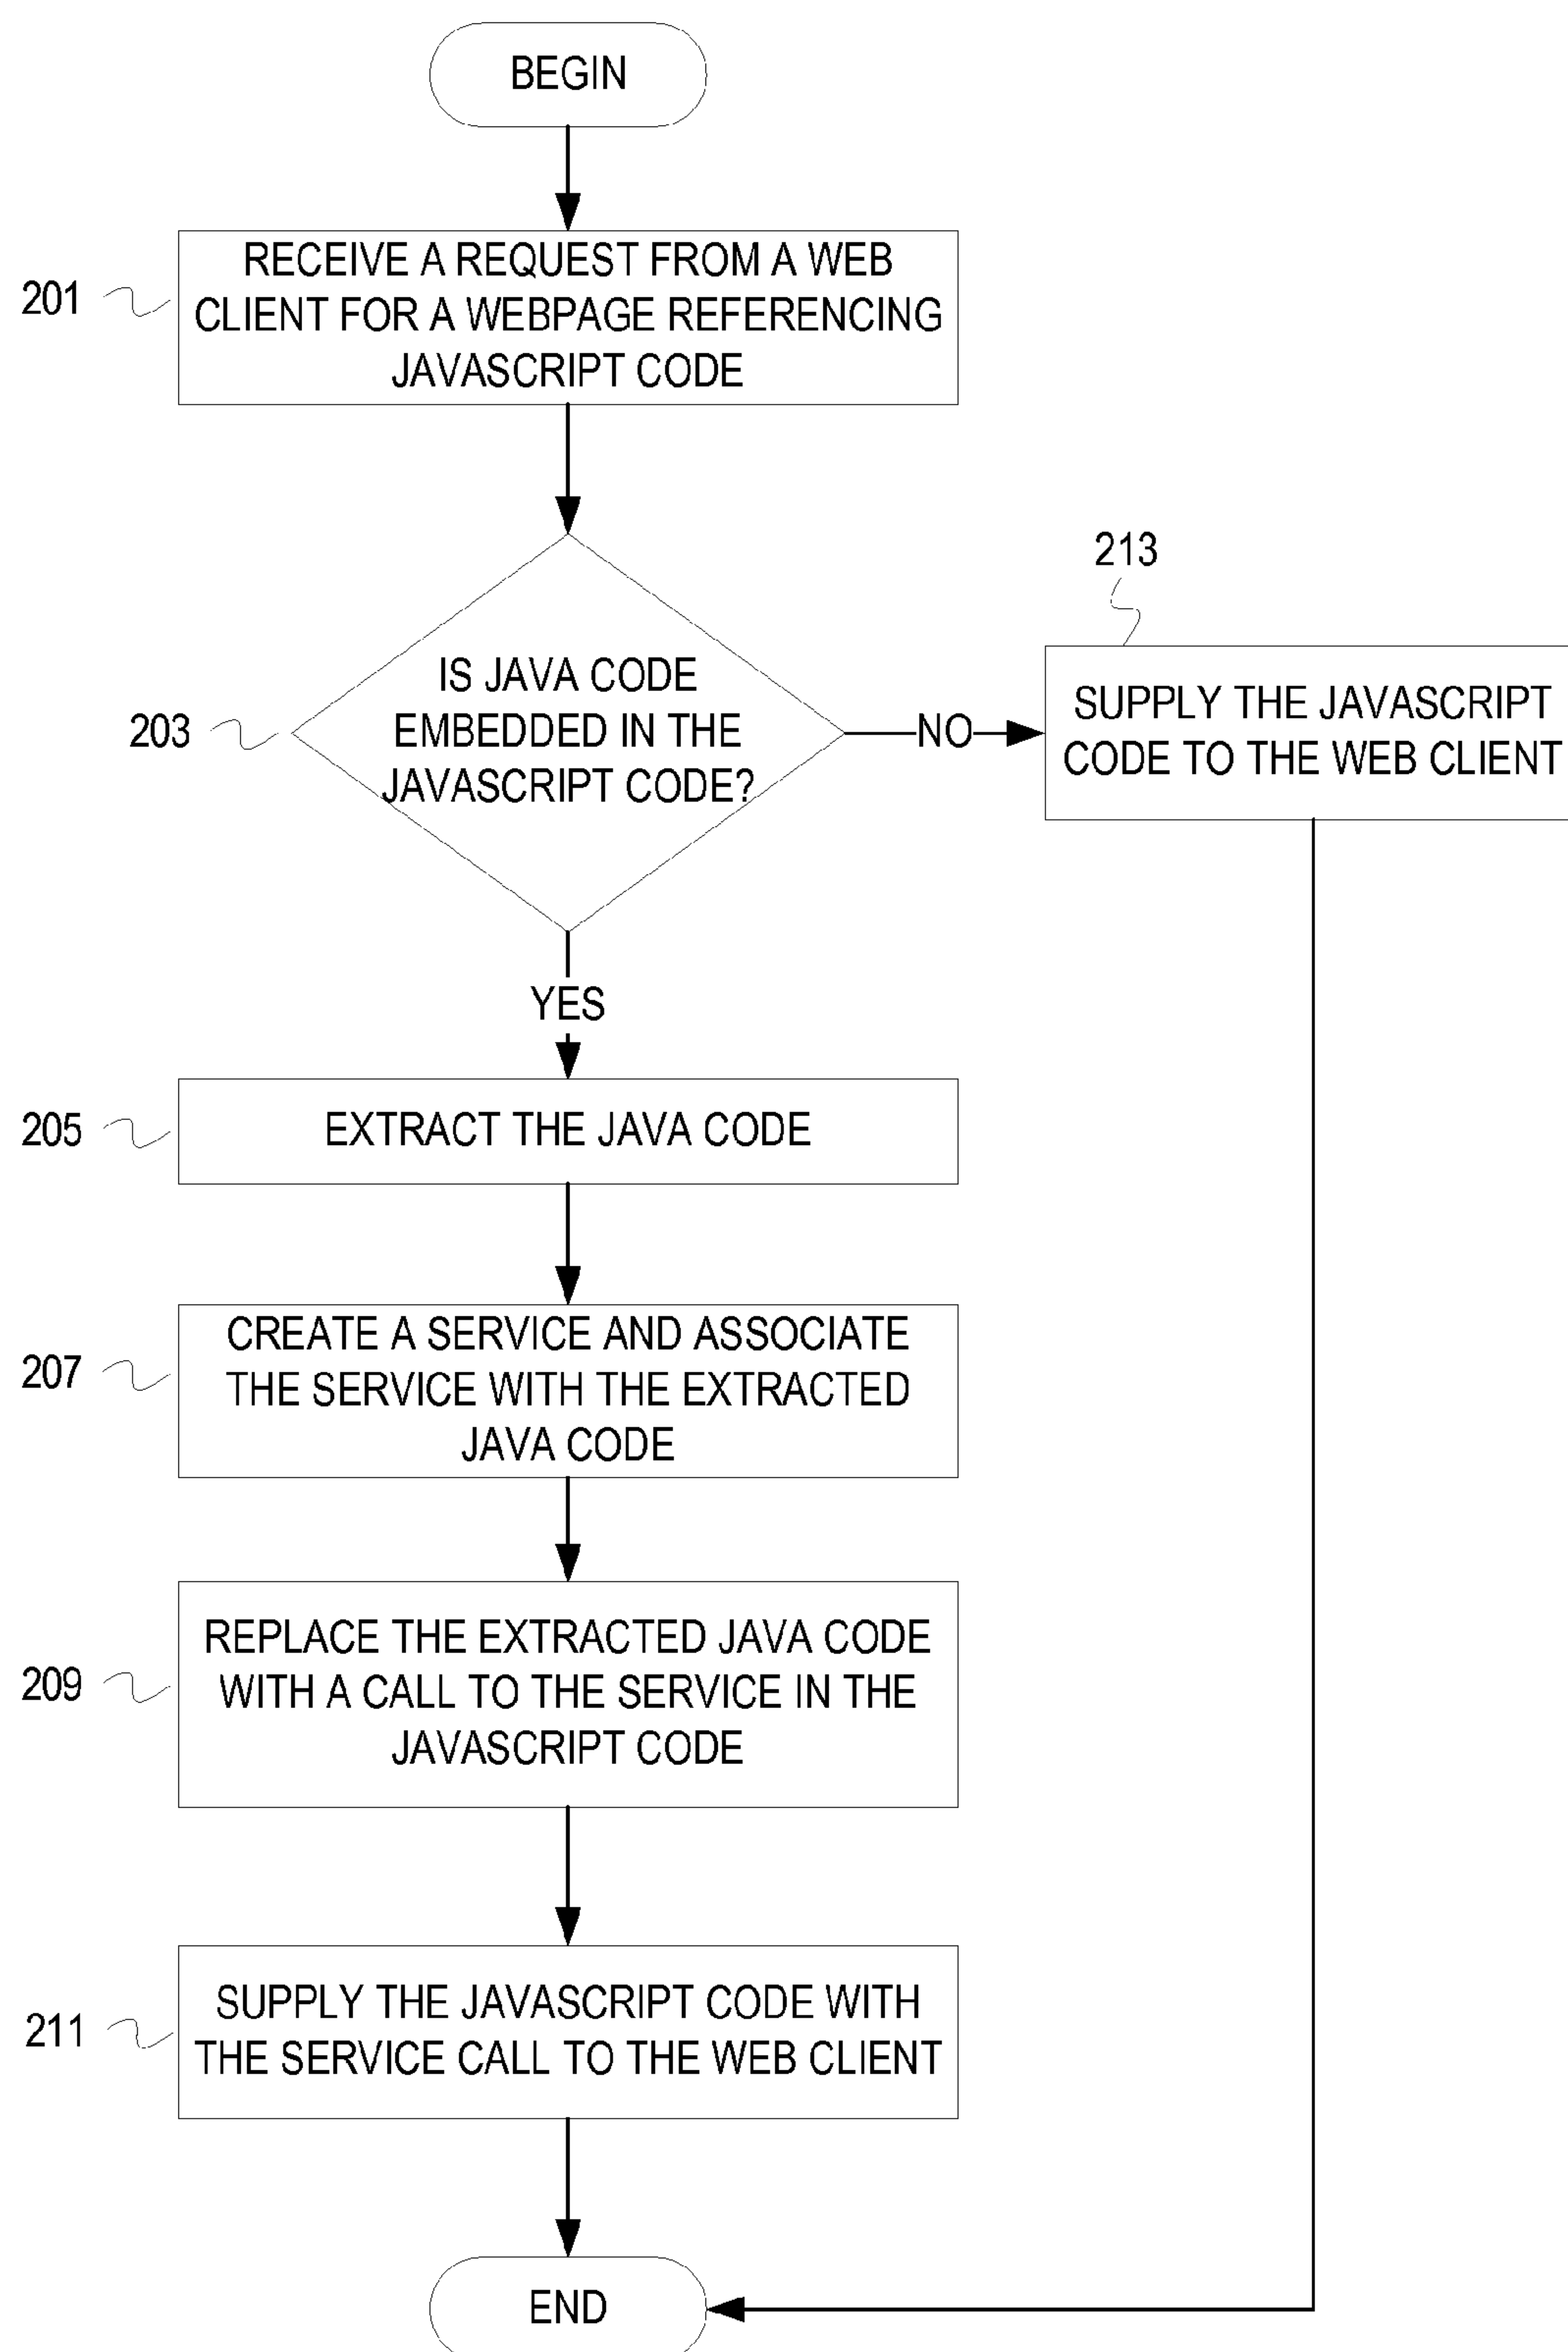 BEGIN
201
RECEIVE A REQUEST FROM A WEB
CLIENT FOR A WEBPAGE REFERENCING
JAVASCRIPT CODE
203
IS JAVA CODE
EMBEDDED IN THE
JAVASCRIPT CODE?
NO
213
SUPPLY THE JAVASCRIPT
CODE TO THE WEB CLIENT
YES
205
EXTRACT THE JAVA CODE
207
CREATE A SERVICE AND ASSOCIATE
THE SERVICE WITH THE EXTRACTED
JAVA CODE
209
REPLACE THE EXTRACTED JAVA CODE
WITH A CALL TO THE SERVICE IN THE
JAVASCRIPT CODE
211
SUPPLY THE JAVASCRIPT CODE WITH
THE SERVICE CALL TO THE WEB CLIENT
END